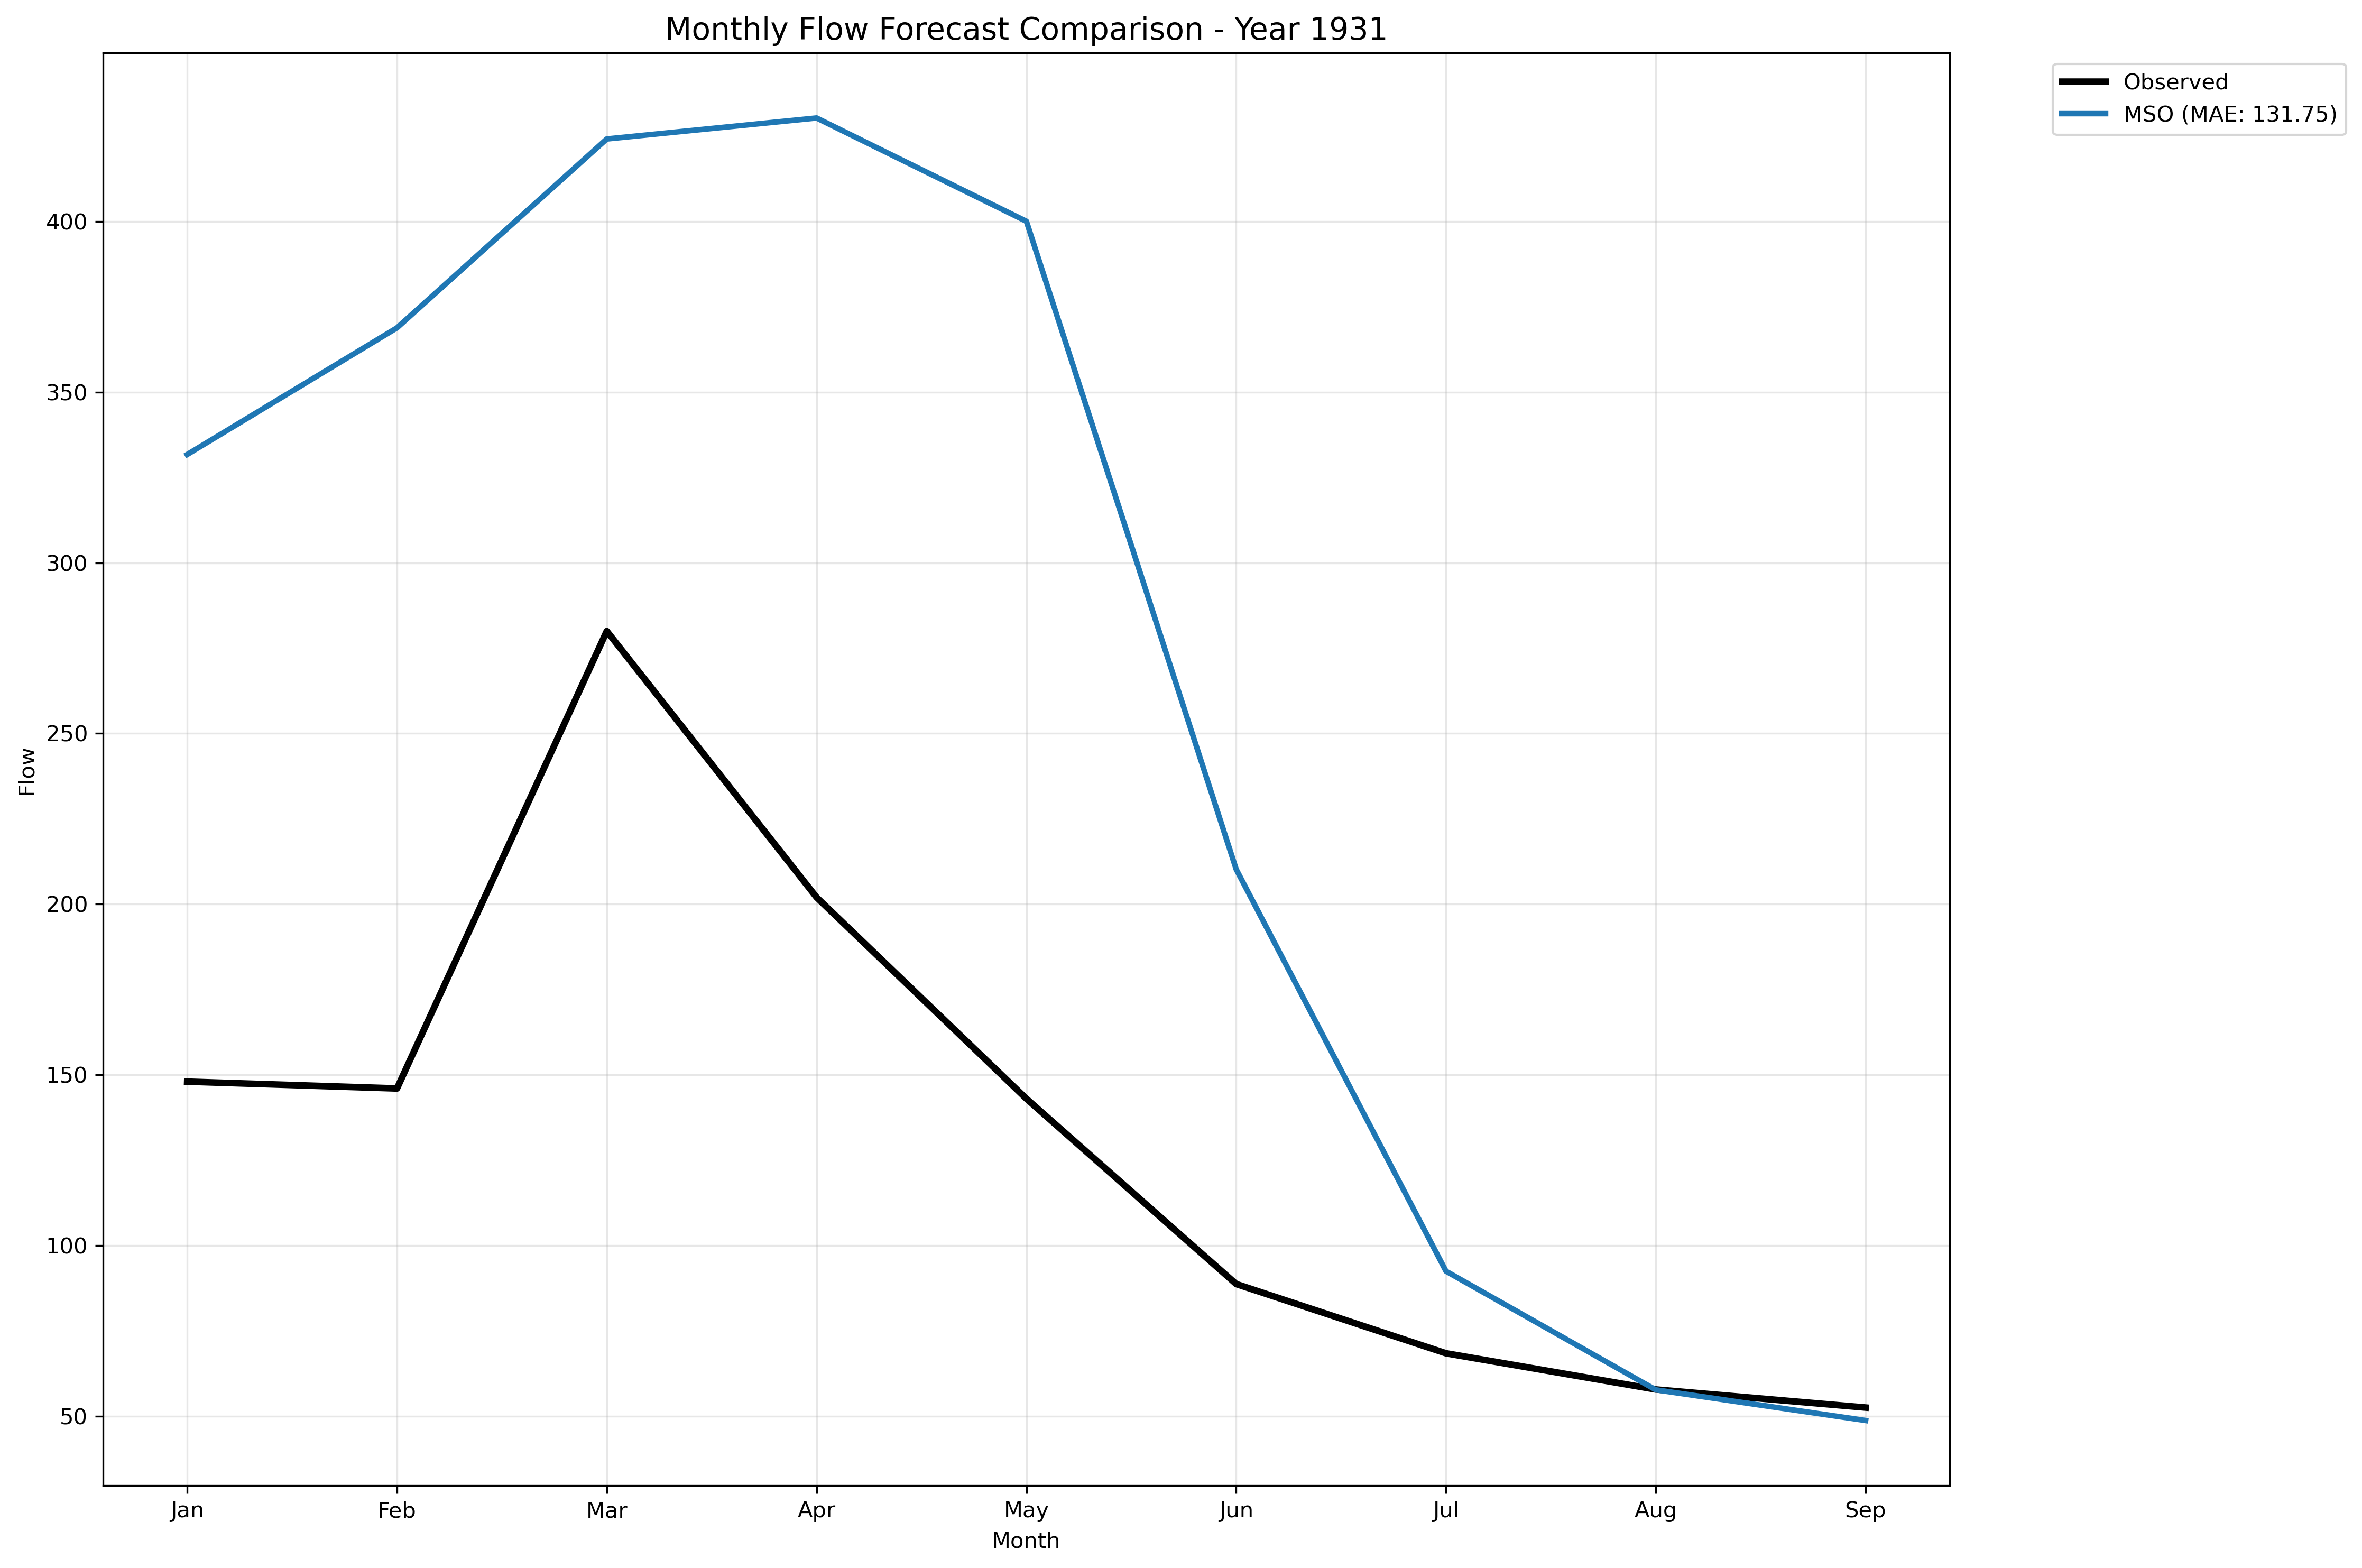 Monthly Flow Forecast Comparison - Year 1931
Observed
MSO (MAE: 131.75)
Flow
400
350
300
250
200
150
100
50
Jan Feb Mar Apr May Jun Jul Aug Sep
Month